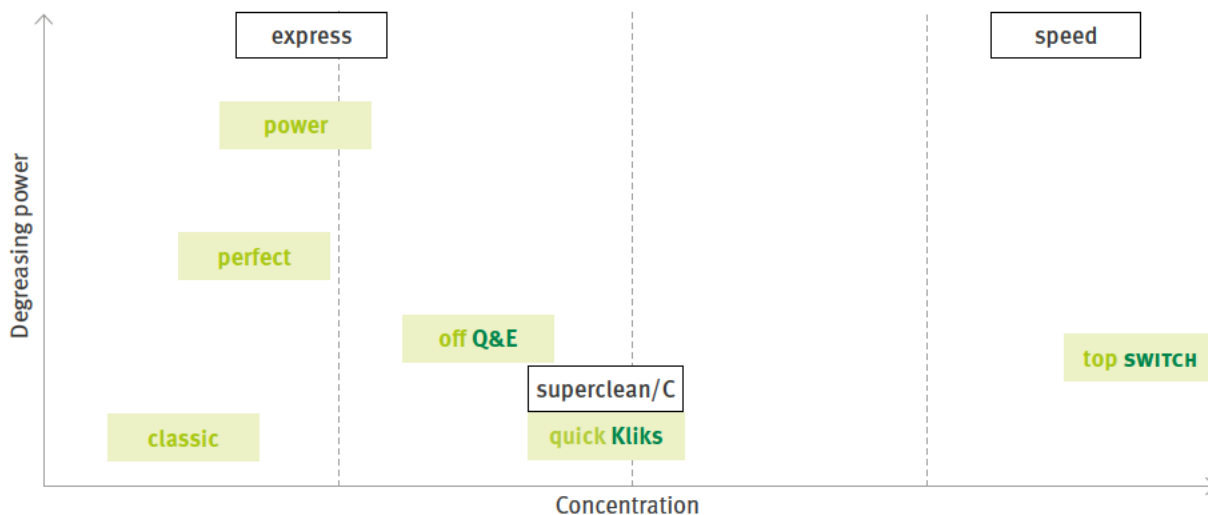 express
speed
power
Degreasing power
perfect
off Q&E
top SWITCH
superclean/C
classic
quick Kliks
Concentration